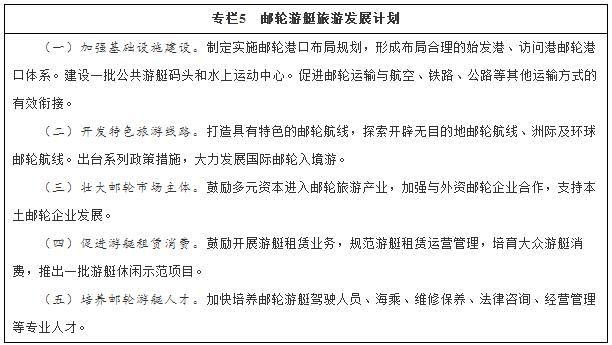 专栏5 邮轮游艇旅游发展计划
（一）加强基础设施建设。制定实施邮轮港口布局规划，形成布局合理的始发港、访问港邮轮港
口体系。建设一批公共游艇码头和水上运动中心。促进邮轮运输与航空、铁路、公路等其他运输方式的
有效衔接。
（二）开发特色旅游线路。打造具有特色的邮轮航线，探索开辟无目的地邮轮航线、洲际及环球
邮轮航线。出台系列政策措施，大力发展国际邮轮入境游。
（三）壮大邮轮市场主体。鼓励多元资本进入邮轮旅游产业，加强与外资邮轮企业合作，支持本
土邮轮企业发展。
（四）促进游艇租赁消费。鼓励开展游艇租赁业务，规范游艇租赁运营管理，培育大众游艇消
费，推出一批游艇休闲示范项目。
（五）培养邮轮游艇人才。加快培养邮轮游艇驾驶人员、海乘、维修保养、法律咨询、经营管理
等专业人才。